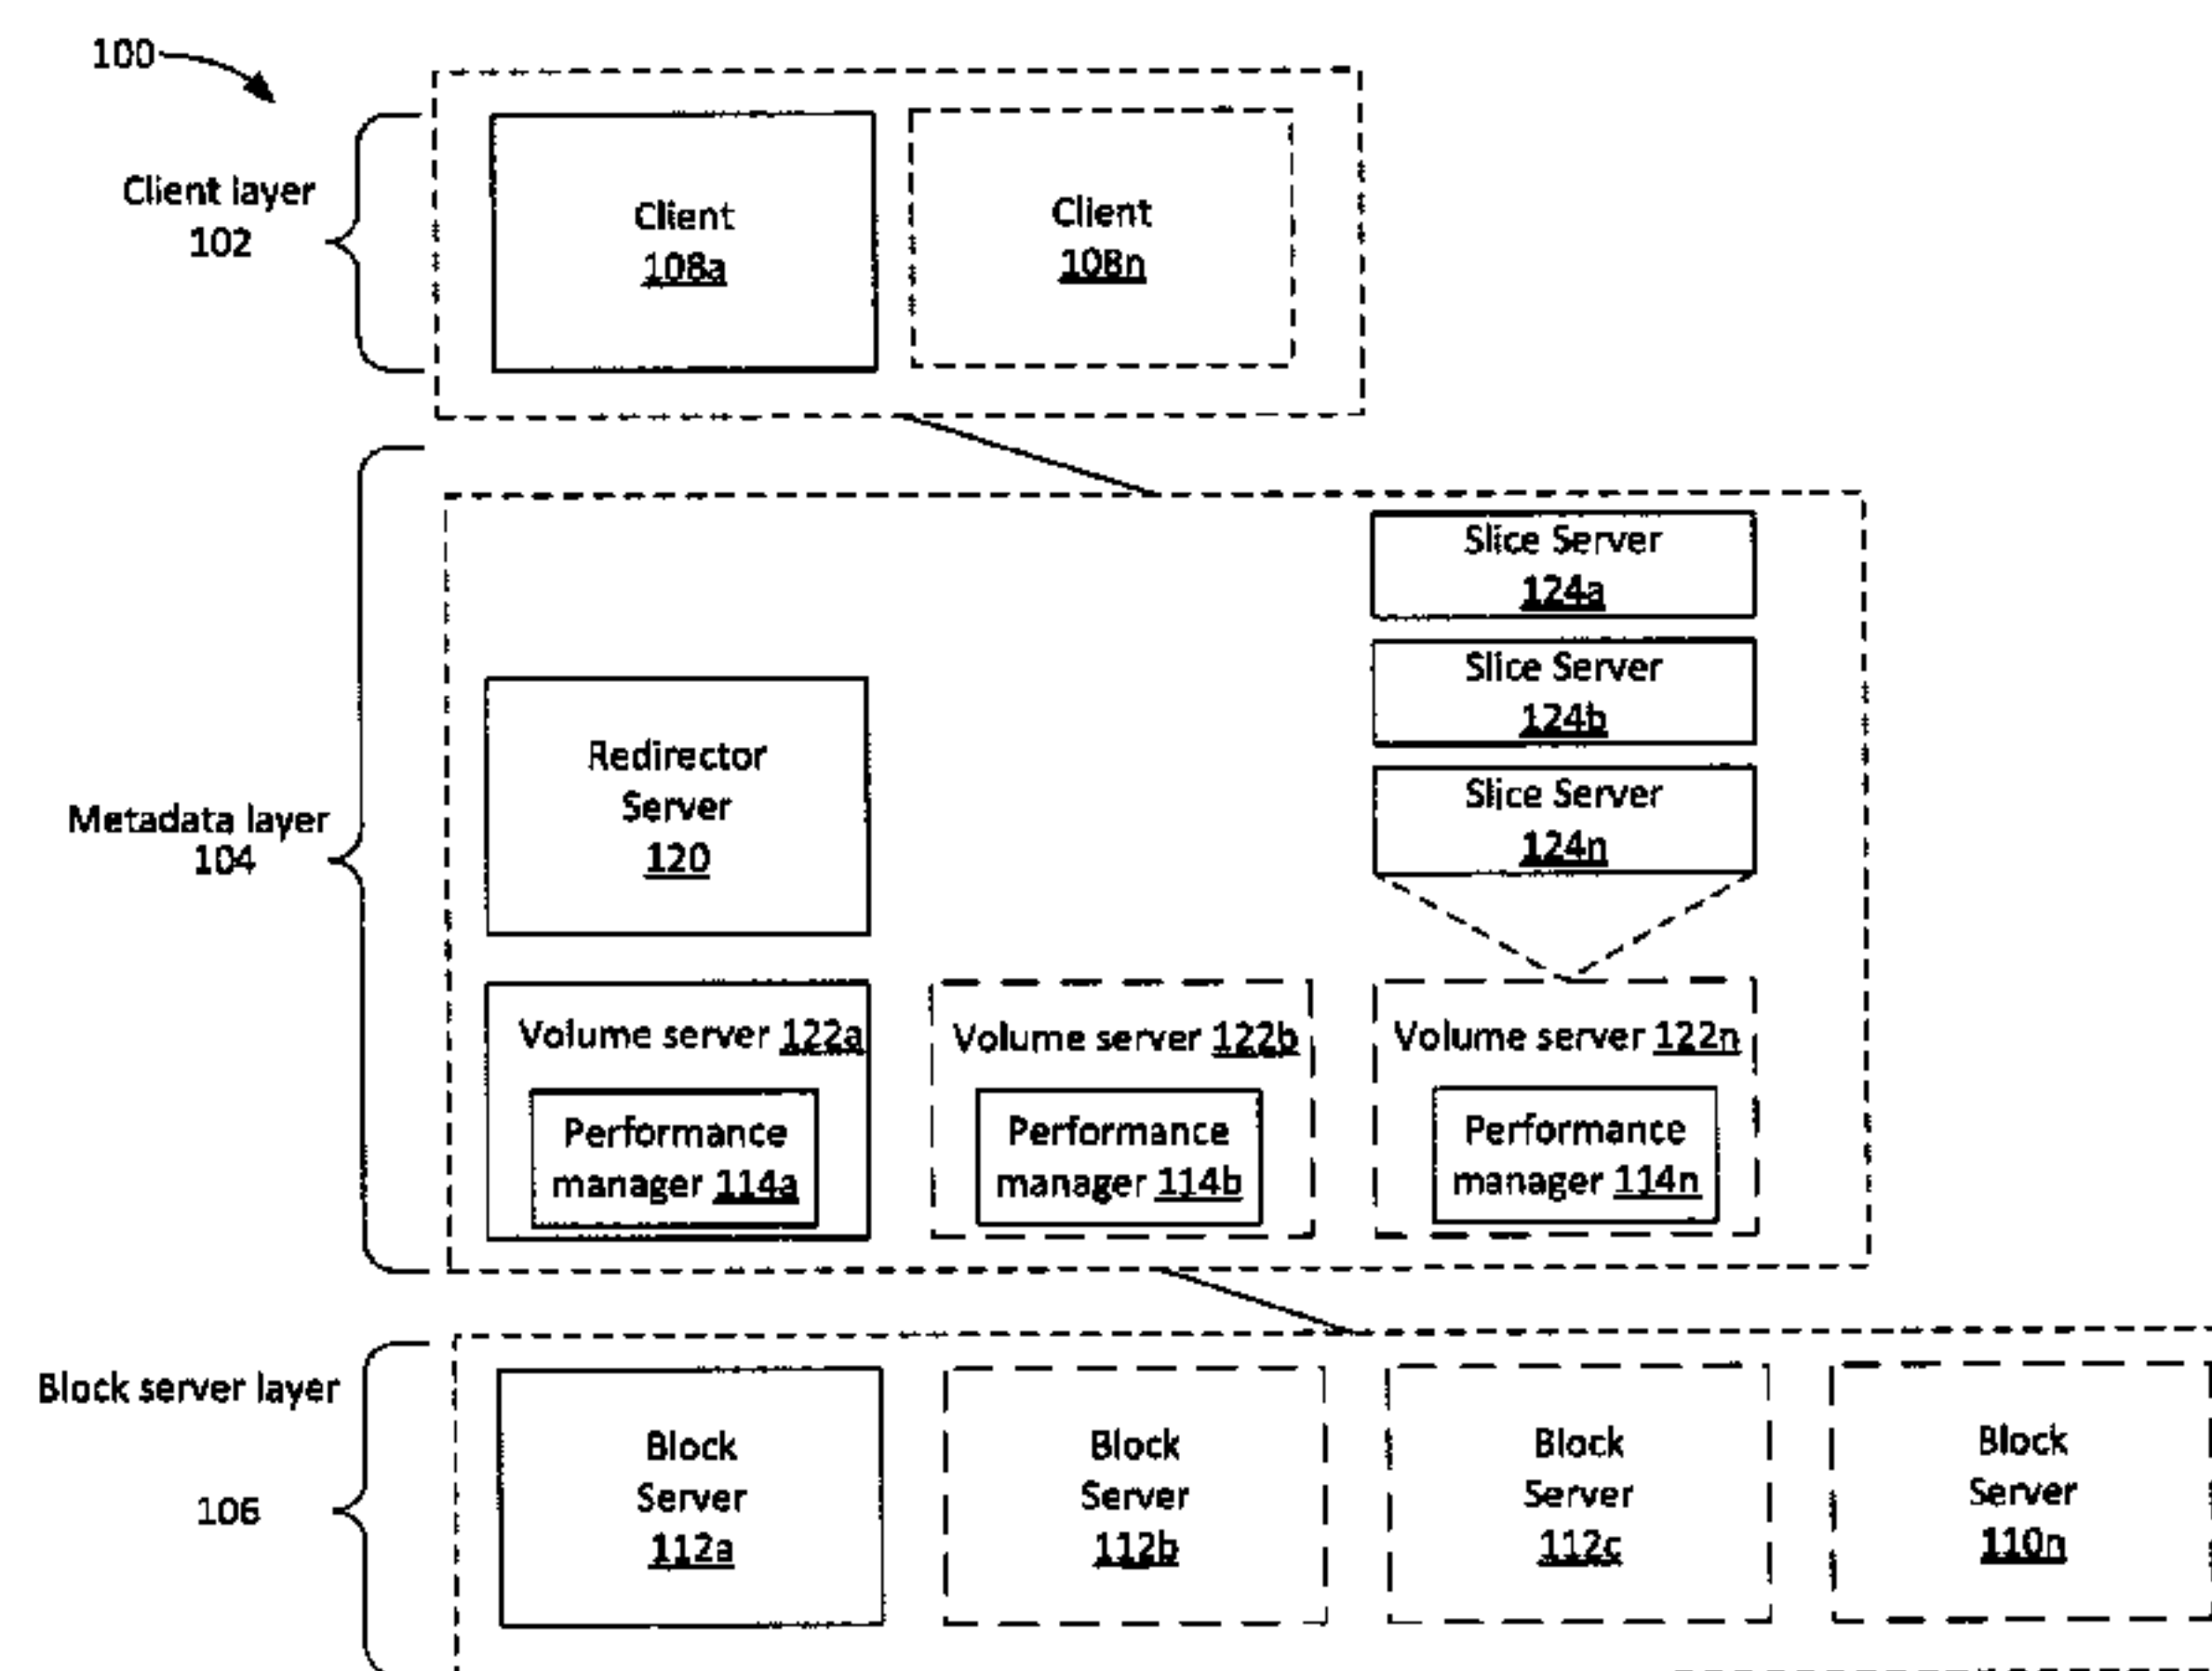 100
Client layer
102
Client
108a
Client
108n
Metadata layer
104
Slice Server
124a
Slice Server
124b
Slice Server
124n
Redirector
Server
120
Volume server 122a
Performance
manager 114a
Volume server 122b
Performance
manager 114b
Volume server 122n
Performance
manager 114n
Block server layer
106
Block
Server
112a
Block
Server
112b
Block
Server
112c
Block
Server
110n